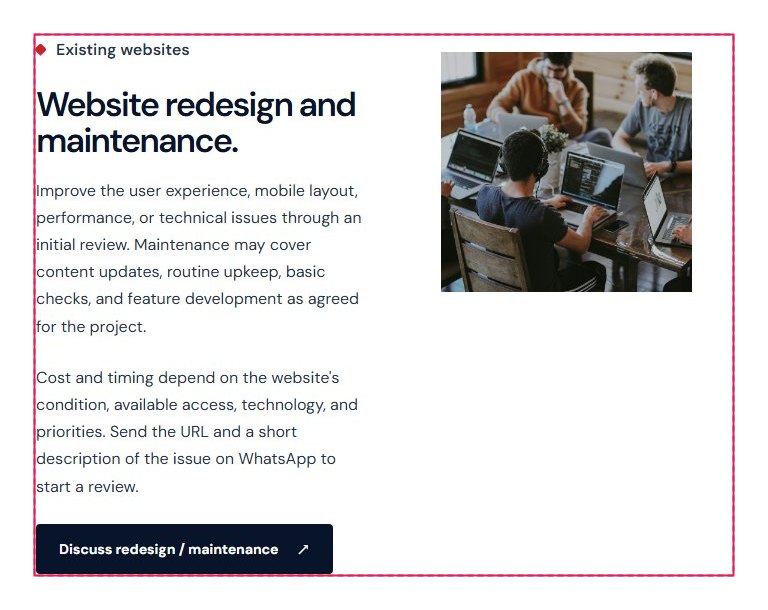 Existing websites
Website redesign and
maintenance.
Improve the user experience, mobile layout,
performance, or technical issues through an
initial review. Maintenance may cover
content updates, routine upkeep, basic
checks, and feature development as agreed
for the project.
Cost and timing depend on the website's
condition, available access, technology, and
priorities. Send the URL and a short
description of the issue on WhatsApp to
start a review.
Discuss redesign / maintenance ↗